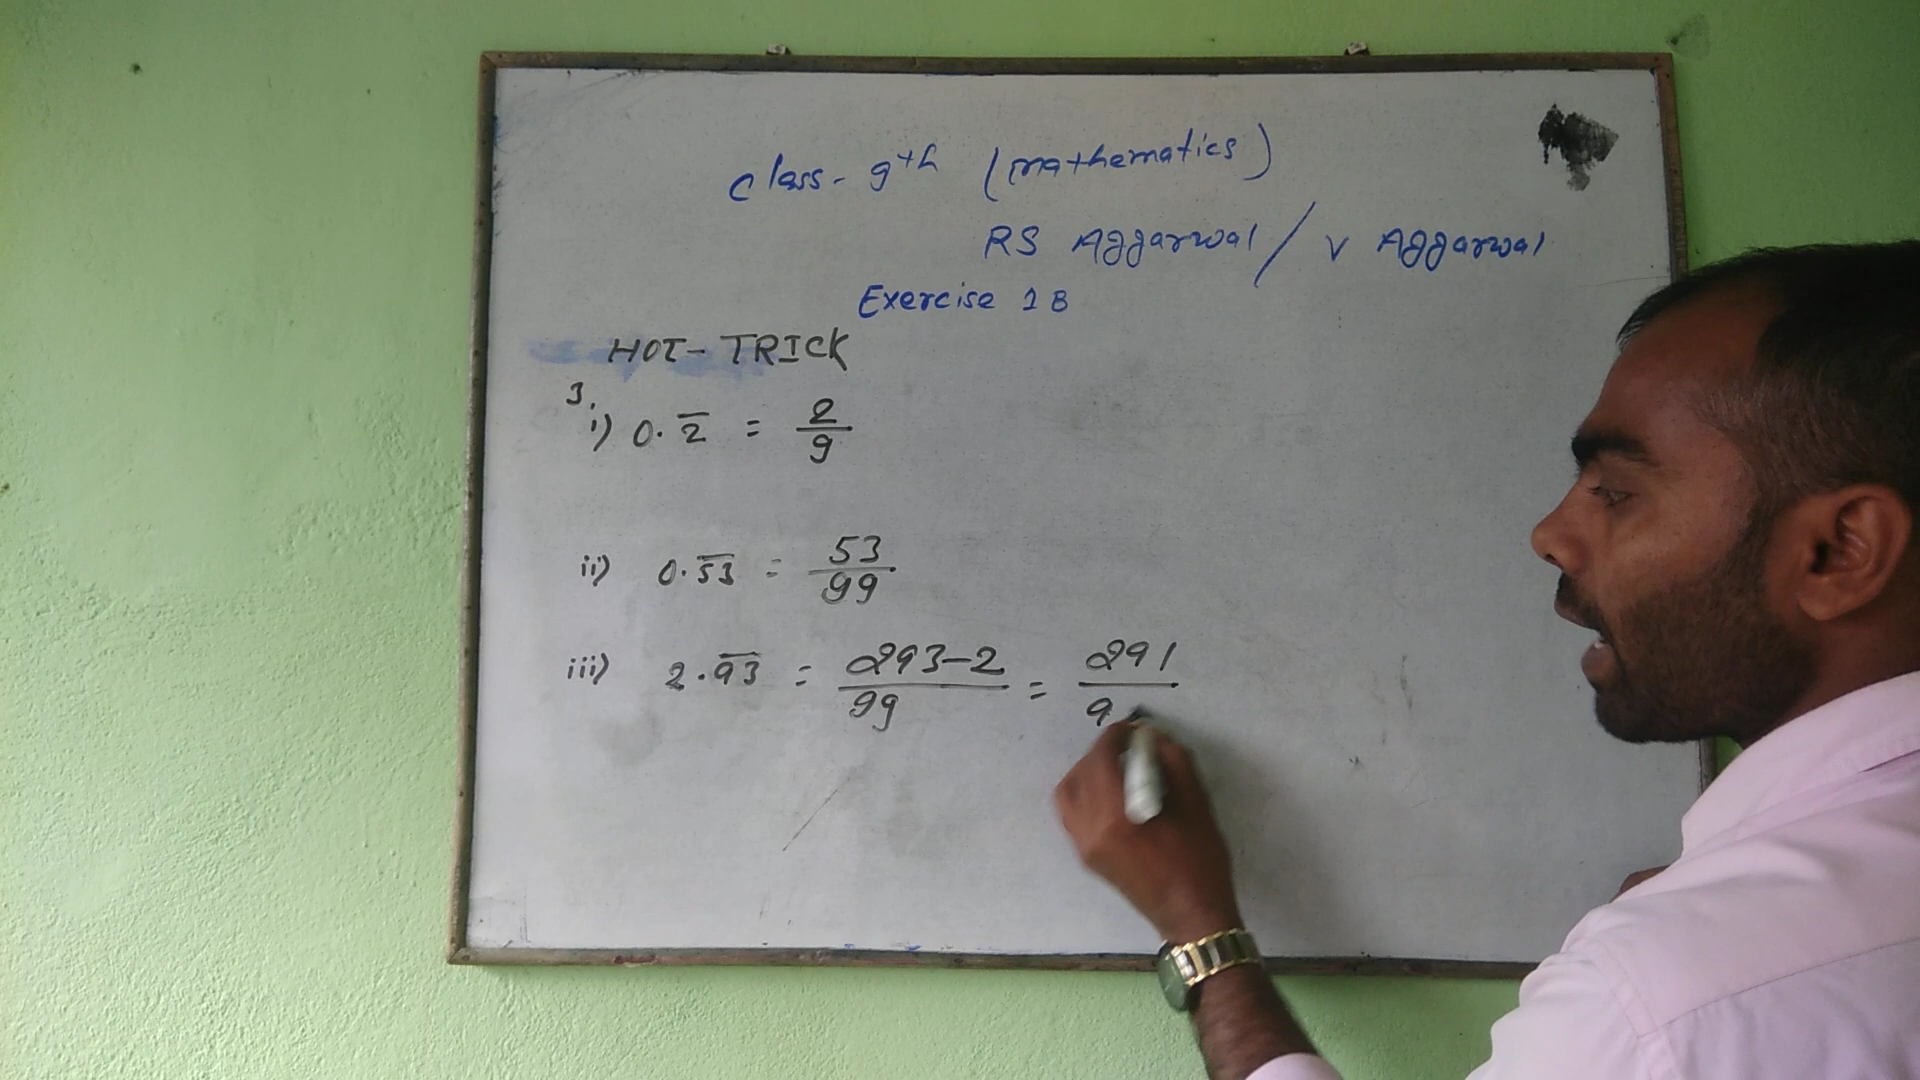 Class - 9th (mathematics)
RS Aggarwal / V Aggarwal
Exercise 1B
HOT - TRICK
3.
i) 0.2̅ = 2/9
ii) 0.5̅3̅ = 53/99
iii) 2.9̅3̅ = 293-2/99 = 291/9